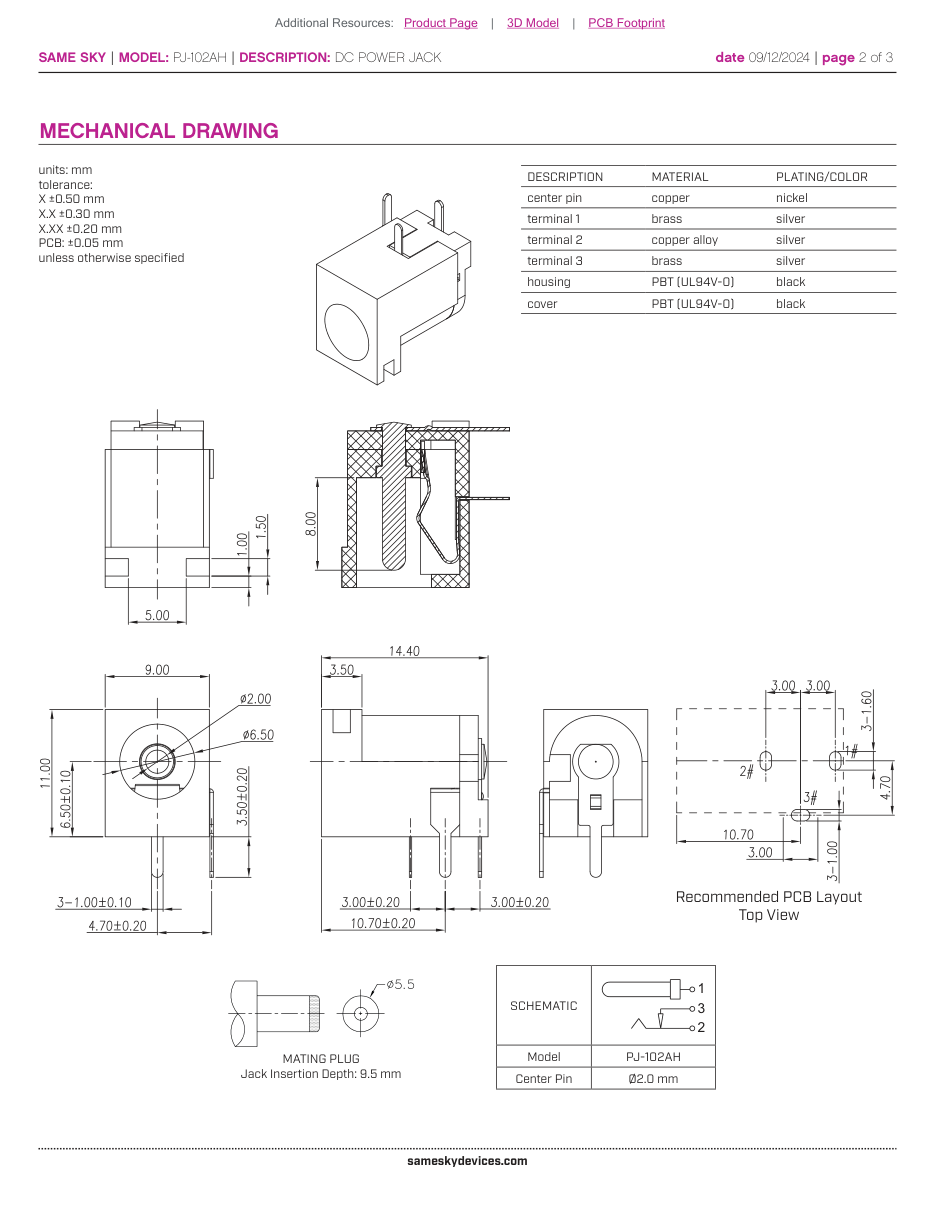 Additional Resources: Product Page | 3D Model | PCB Footprint
SAME SKY | MODEL: PJ-102AH | DESCRIPTION: DC POWER JACK
date 09/12/2024 | page 2 of 3
MECHANICAL DRAWING
units: mm
tolerance:
X ±0.50 mm
X.X ±0.30 mm
X.XX ±0.20 mm
PCB: ±0.05 mm
unless otherwise specified
DESCRIPTION MATERIAL PLATING/COLOR
center pin copper nickel
terminal 1 brass silver
terminal 2 copper alloy silver
terminal 3 brass silver
housing PBT (UL94V-0) black
cover PBT (UL94V-0) black
1.00
1.50
5.00
8.00
9.00
ø2.00
ø6.50
11.00
6.50±0.10
3.50±0.20
3-1.00±0.10
4.70±0.20
14.40
3.50
3.00±0.20
3.00±0.20
10.70±0.20
3.00 3.00
3-1.60
1#
2#
3#
4.70
10.70
3.00
3-1.00
Recommended PCB Layout
Top View
ø5.5
MATING PLUG
Jack Insertion Depth: 9.5 mm
SCHEMATIC
1
3
2
Model PJ-102AH
Center Pin Ø2.0 mm
sameskydevices.com